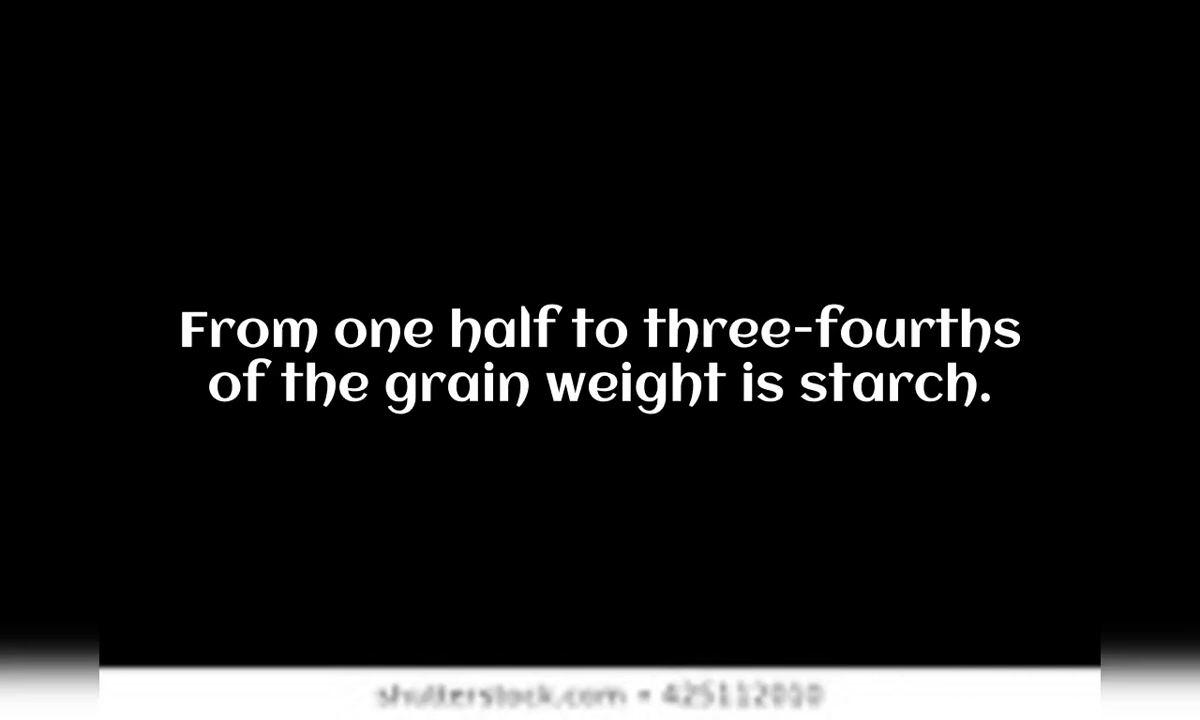 From one half to three-fourths
of the grain weight is starch.
shutterstock.com • 425112010